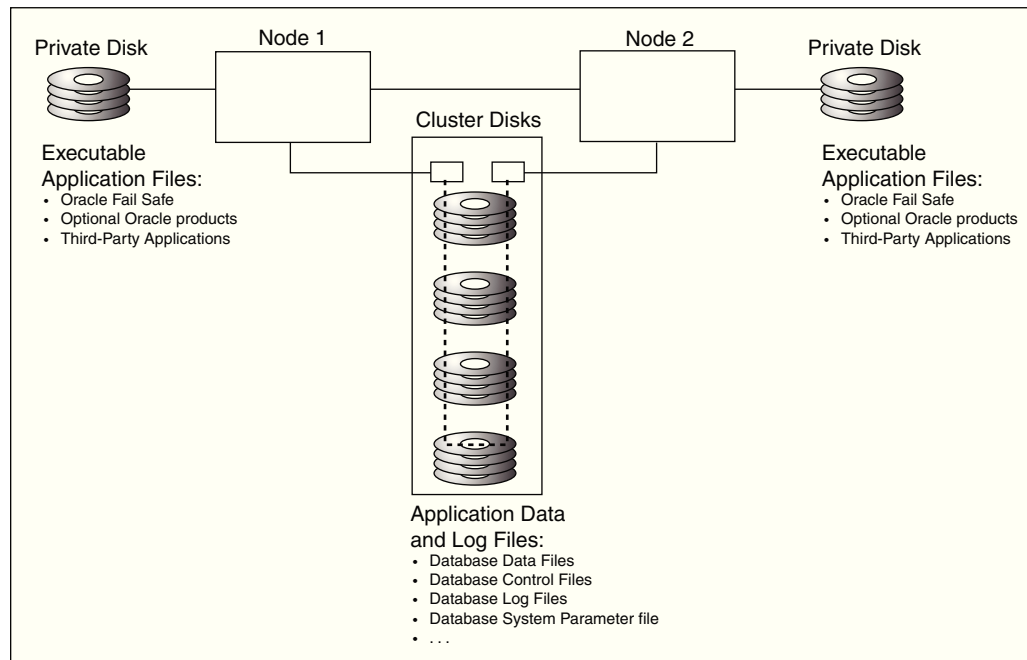 Private Disk
Node 1
Node 2
Private Disk
Cluster Disks
Executable
Application Files:
• Oracle Fail Safe
• Optional Oracle products
• Third-Party Applications
Executable
Application Files:
• Oracle Fail Safe
• Optional Oracle products
• Third-Party Applications
Application Data
and Log Files:
• Database Data Files
• Database Control Files
• Database Log Files
• Database System Parameter file
• . . .